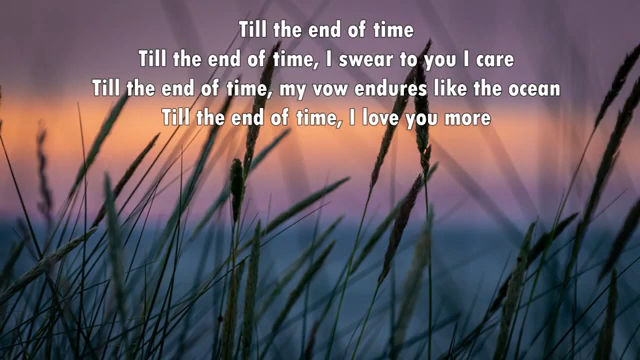 Till the end of time
Till the end of time, I swear to you I care
Till the end of time, my vow endures like the ocean
Till the end of time, I love you more